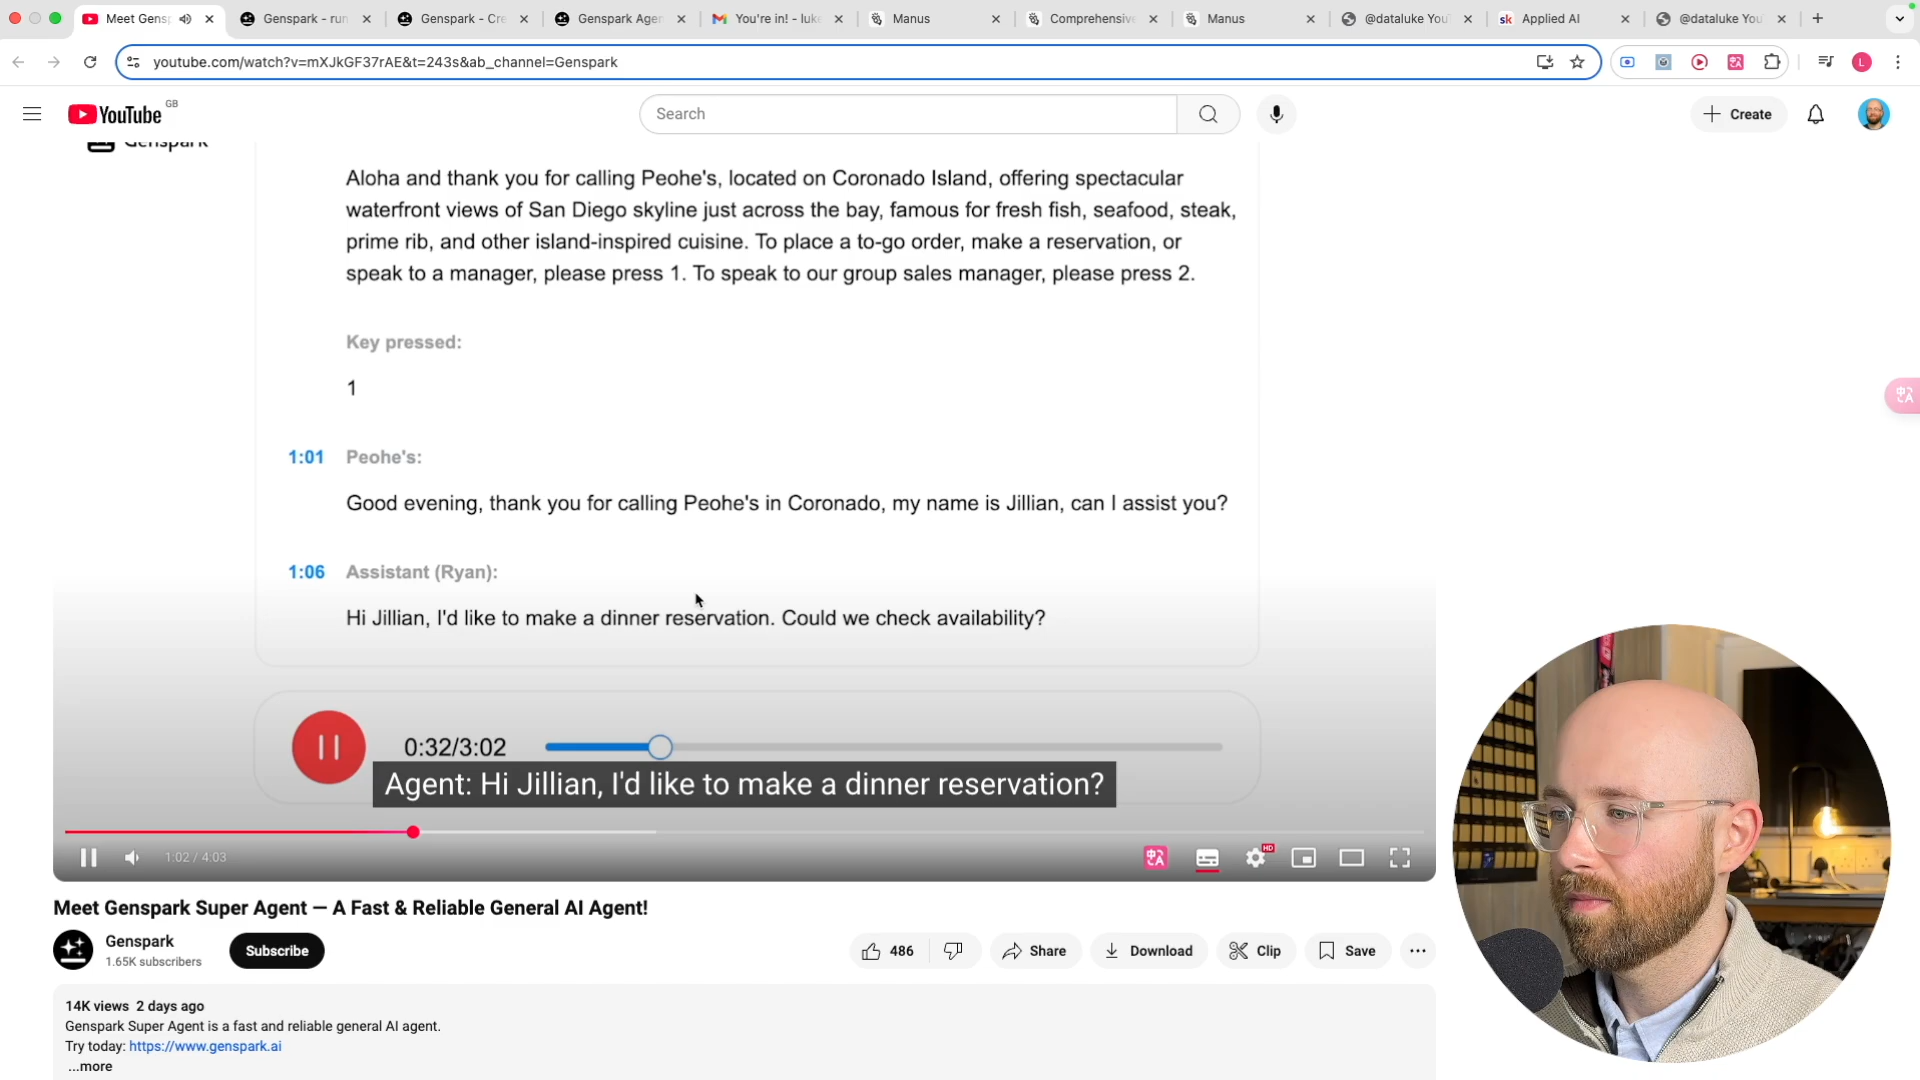 Meet Gensp
Genspark - run
Genspark - Cre
Genspark Agen
You're in! - luk
Manus
Comprehensive
Manus
@dataluke You
sk Applied AI
@dataluke You
youtube.com/watch?v=mXJkGF37rAE&t=243s&ab_channel=Genspark
L
YouTube GB
Search
Create
Genspark
Aloha and thank you for calling Peohe's, located on Coronado Island, offering spectacular
waterfront views of San Diego skyline just across the bay, famous for fresh fish, seafood, steak,
prime rib, and other island-inspired cuisine. To place a to-go order, make a reservation, or
speak to a manager, please press 1. To speak to our group sales manager, please press 2.
Key pressed:
1
1:01 Peohe's:
Good evening, thank you for calling Peohe's in Coronado, my name is Jillian, can I assist you?
1:06 Assistant (Ryan):
Hi Jillian, I'd like to make a dinner reservation. Could we check availability?
0:32/3:02
Agent: Hi Jillian, I'd like to make a dinner reservation?
1:02 / 4:03
HD
Meet Genspark Super Agent — A Fast & Reliable General AI Agent!
Genspark
1.65K subscribers
Subscribe
486
Share
Download
Clip
Save
14K views 2 days ago
Genspark Super Agent is a fast and reliable general AI agent.
Try today: https://www.genspark.ai
...more